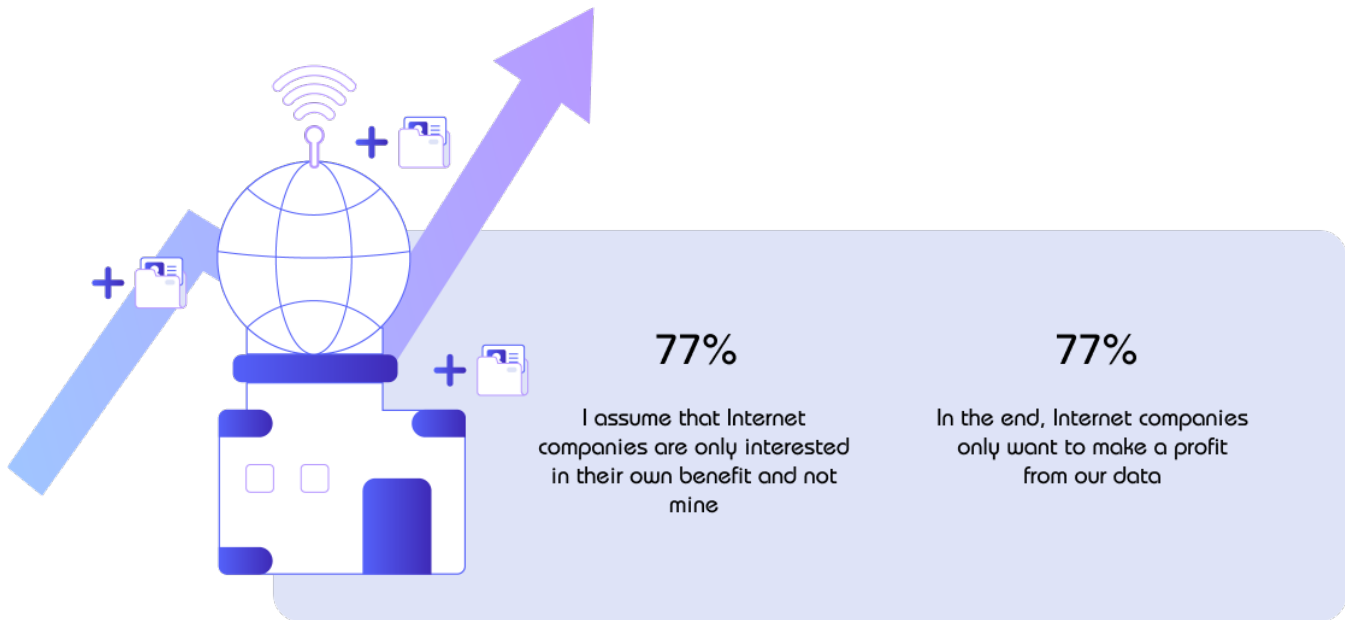 77%
I assume that Internet
companies are only interested
in their own benefit and not
mine
77%
In the end, Internet companies
only want to make a profit
from our data